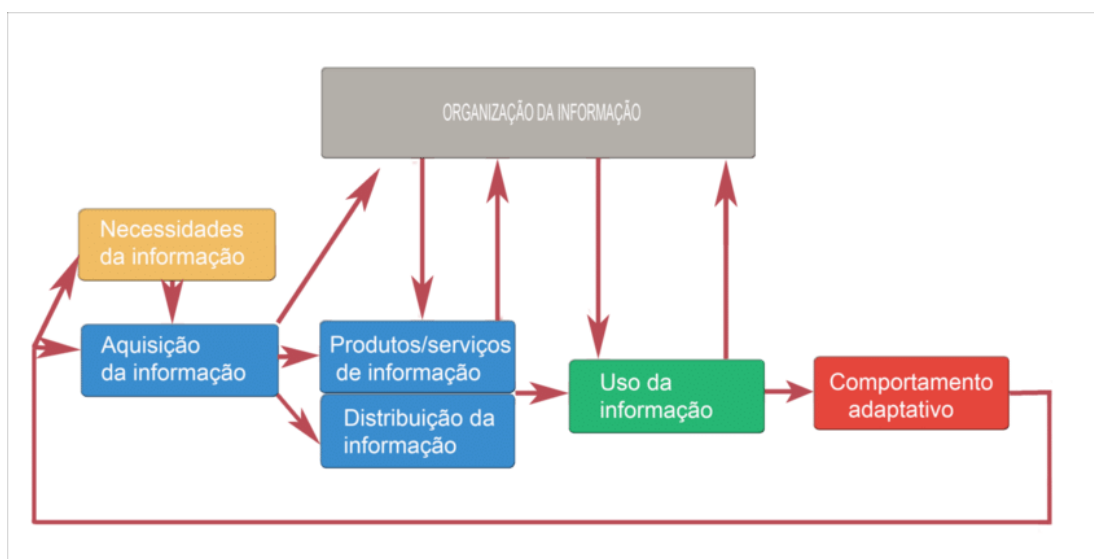 ORGANIZAÇÃO DA INFORMAÇÃO
Necessidades
da informação
Aquisição
da informação
Produtos/serviços
de informação
Distribuição da
informação
Uso da
informação
Comportamento
adaptativo